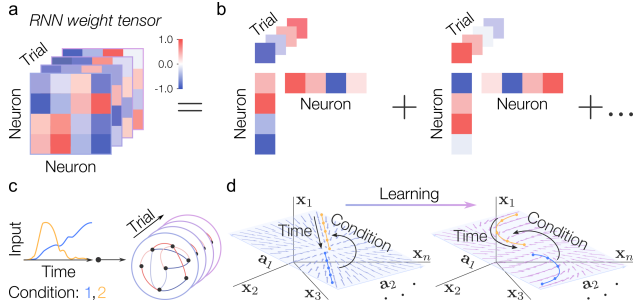 a
RNN weight tensor
Trial
Neuron
Neuron
1.0
0
-1.0
=
b
Trial
Neuron
Neuron
+
Trial
Neuron
Neuron
+ ...
c
Input
Time
Trial
Condition: 1,2
d
Learning
x₁
Time
Condition
a₁
a₂
x₂
x₃
xₙ
. . .
x₁
Time
Condition
a₁
a₂
x₂
x₃
xₙ
. . .